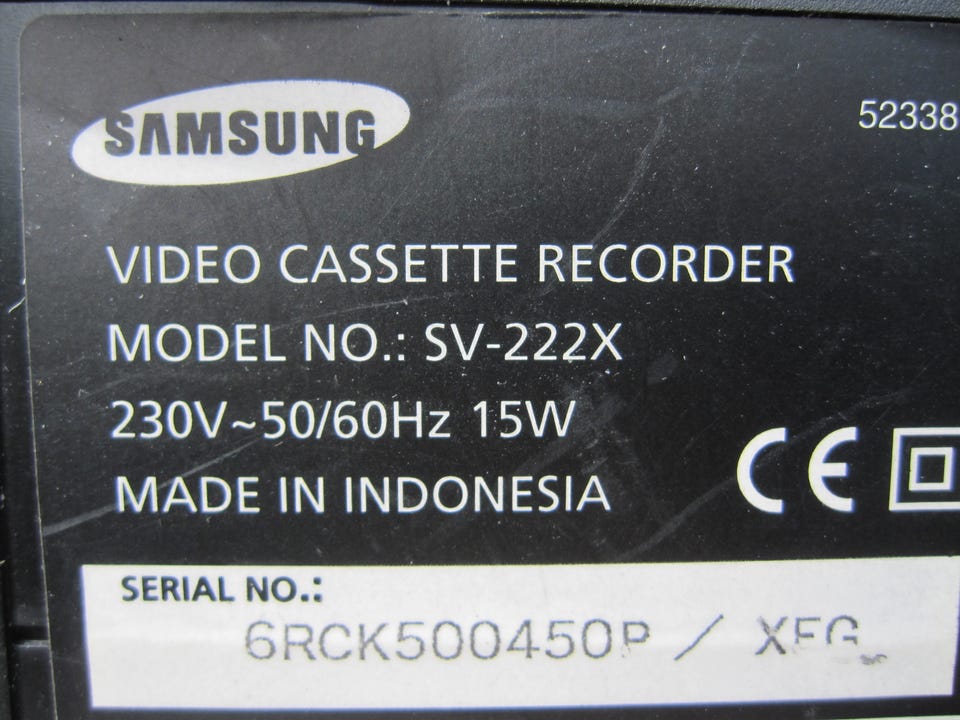 SAMSUNG
52338
VIDEO CASSETTE RECORDER
MODEL NO.: SV-222X
230V~50/60Hz 15W
MADE IN INDONESIA
CE
SERIAL NO.:
6RCK500450P / XEG